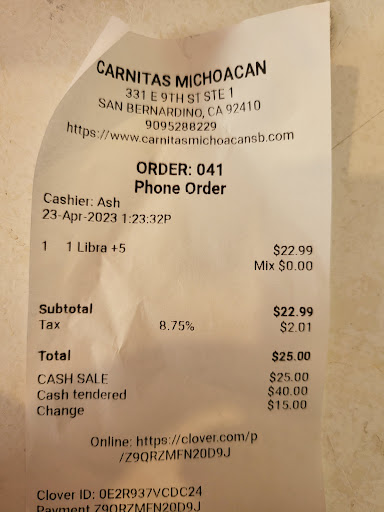 CARNITAS MICHOACAN
331 E 9TH ST STE 1
SAN BERNARDINO, CA 92410
9095288229
https://www.carnitasmichoacansb.com
ORDER: 041
Phone Order
Cashier: Ash
23-Apr-2023 1:23:32P
1 1 Libra +5 $22.99
Mix $0.00
Subtotal $22.99
Tax 8.75% $2.01
Total $25.00
CASH SALE $25.00
Cash tendered $40.00
Change $15.00
Online: https://clover.com/p
/Z9QRZMFN20D9J
Clover ID: 0E2R937VCDC24
Payment Z9QRZMFN20D9J